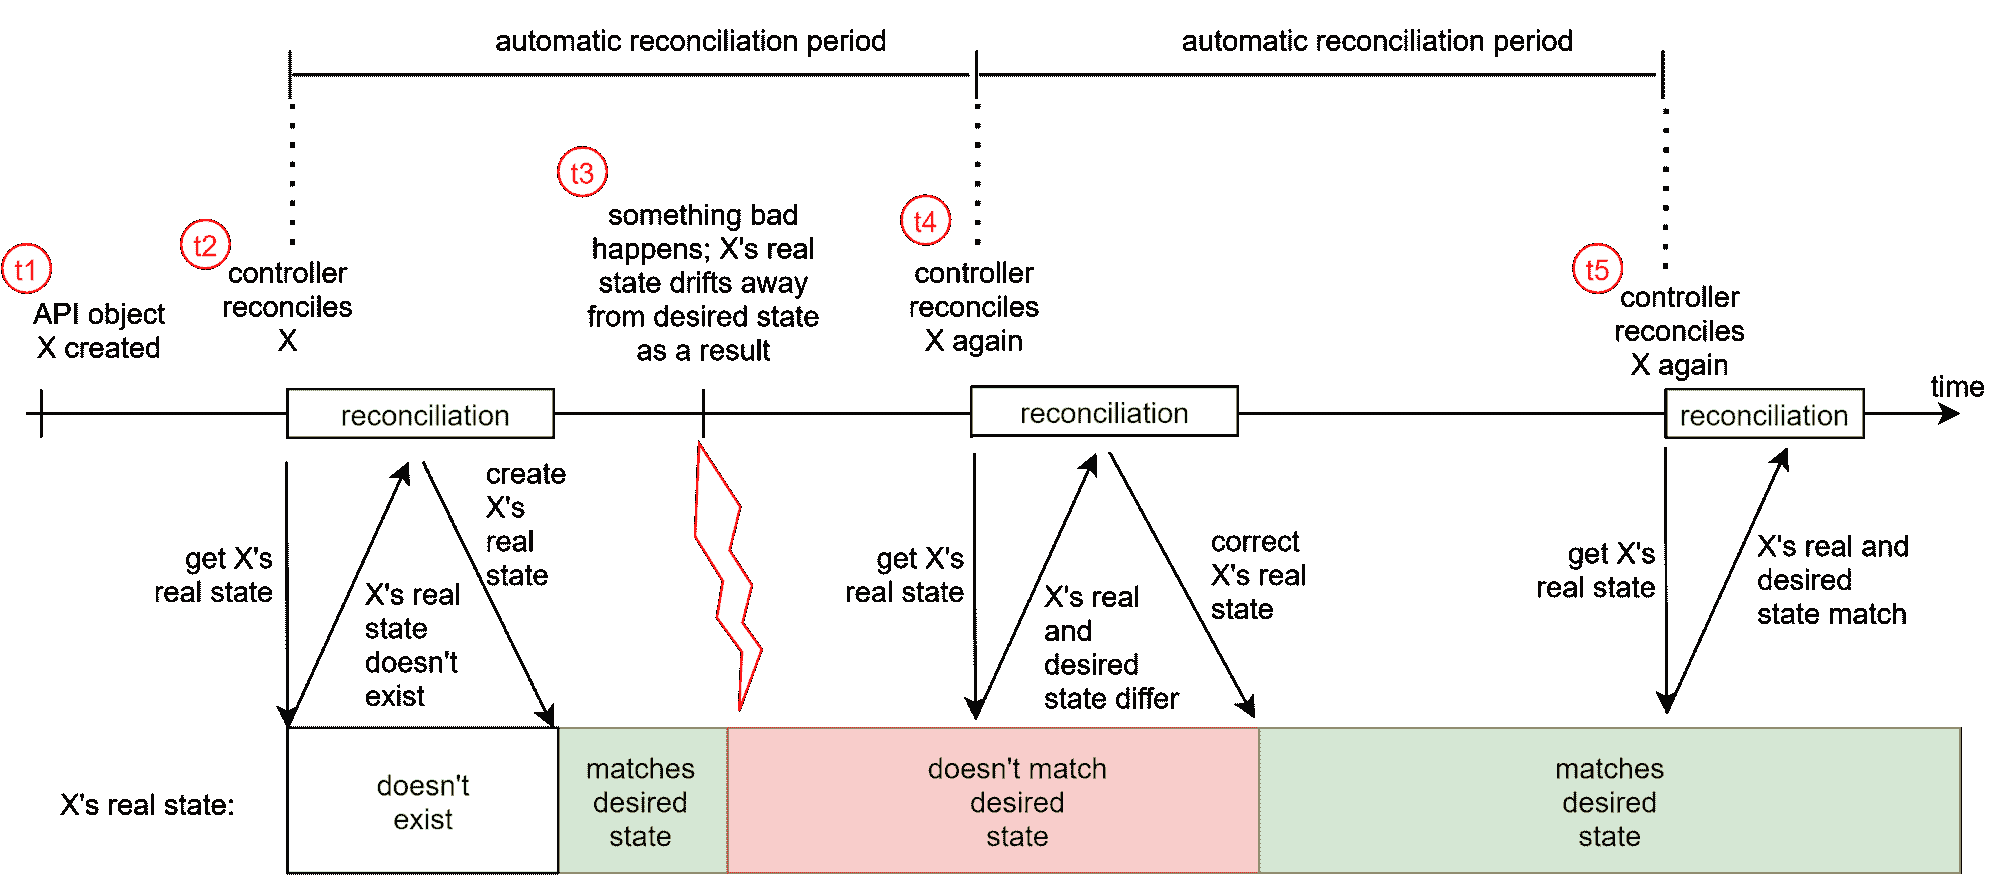 automatic reconciliation period
automatic reconciliation period
t1
API object
X created
t2
controller
reconciles
X
t3
something bad
happens; X's real
state drifts away
from desired state
as a result
t4
controller
reconciles
X again
t5
controller
reconciles
X again
time
reconciliation
reconciliation
reconciliation
get X's
real state
X's real
state
doesn't
exist
create
X's
real
state
get X's
real state
X's real
and
desired
state differ
correct
X's real
state
get X's
real state
X's real and
desired
state match
X's real state:
doesn't
exist
matches
desired
state
doesn't match
desired
state
matches
desired
state